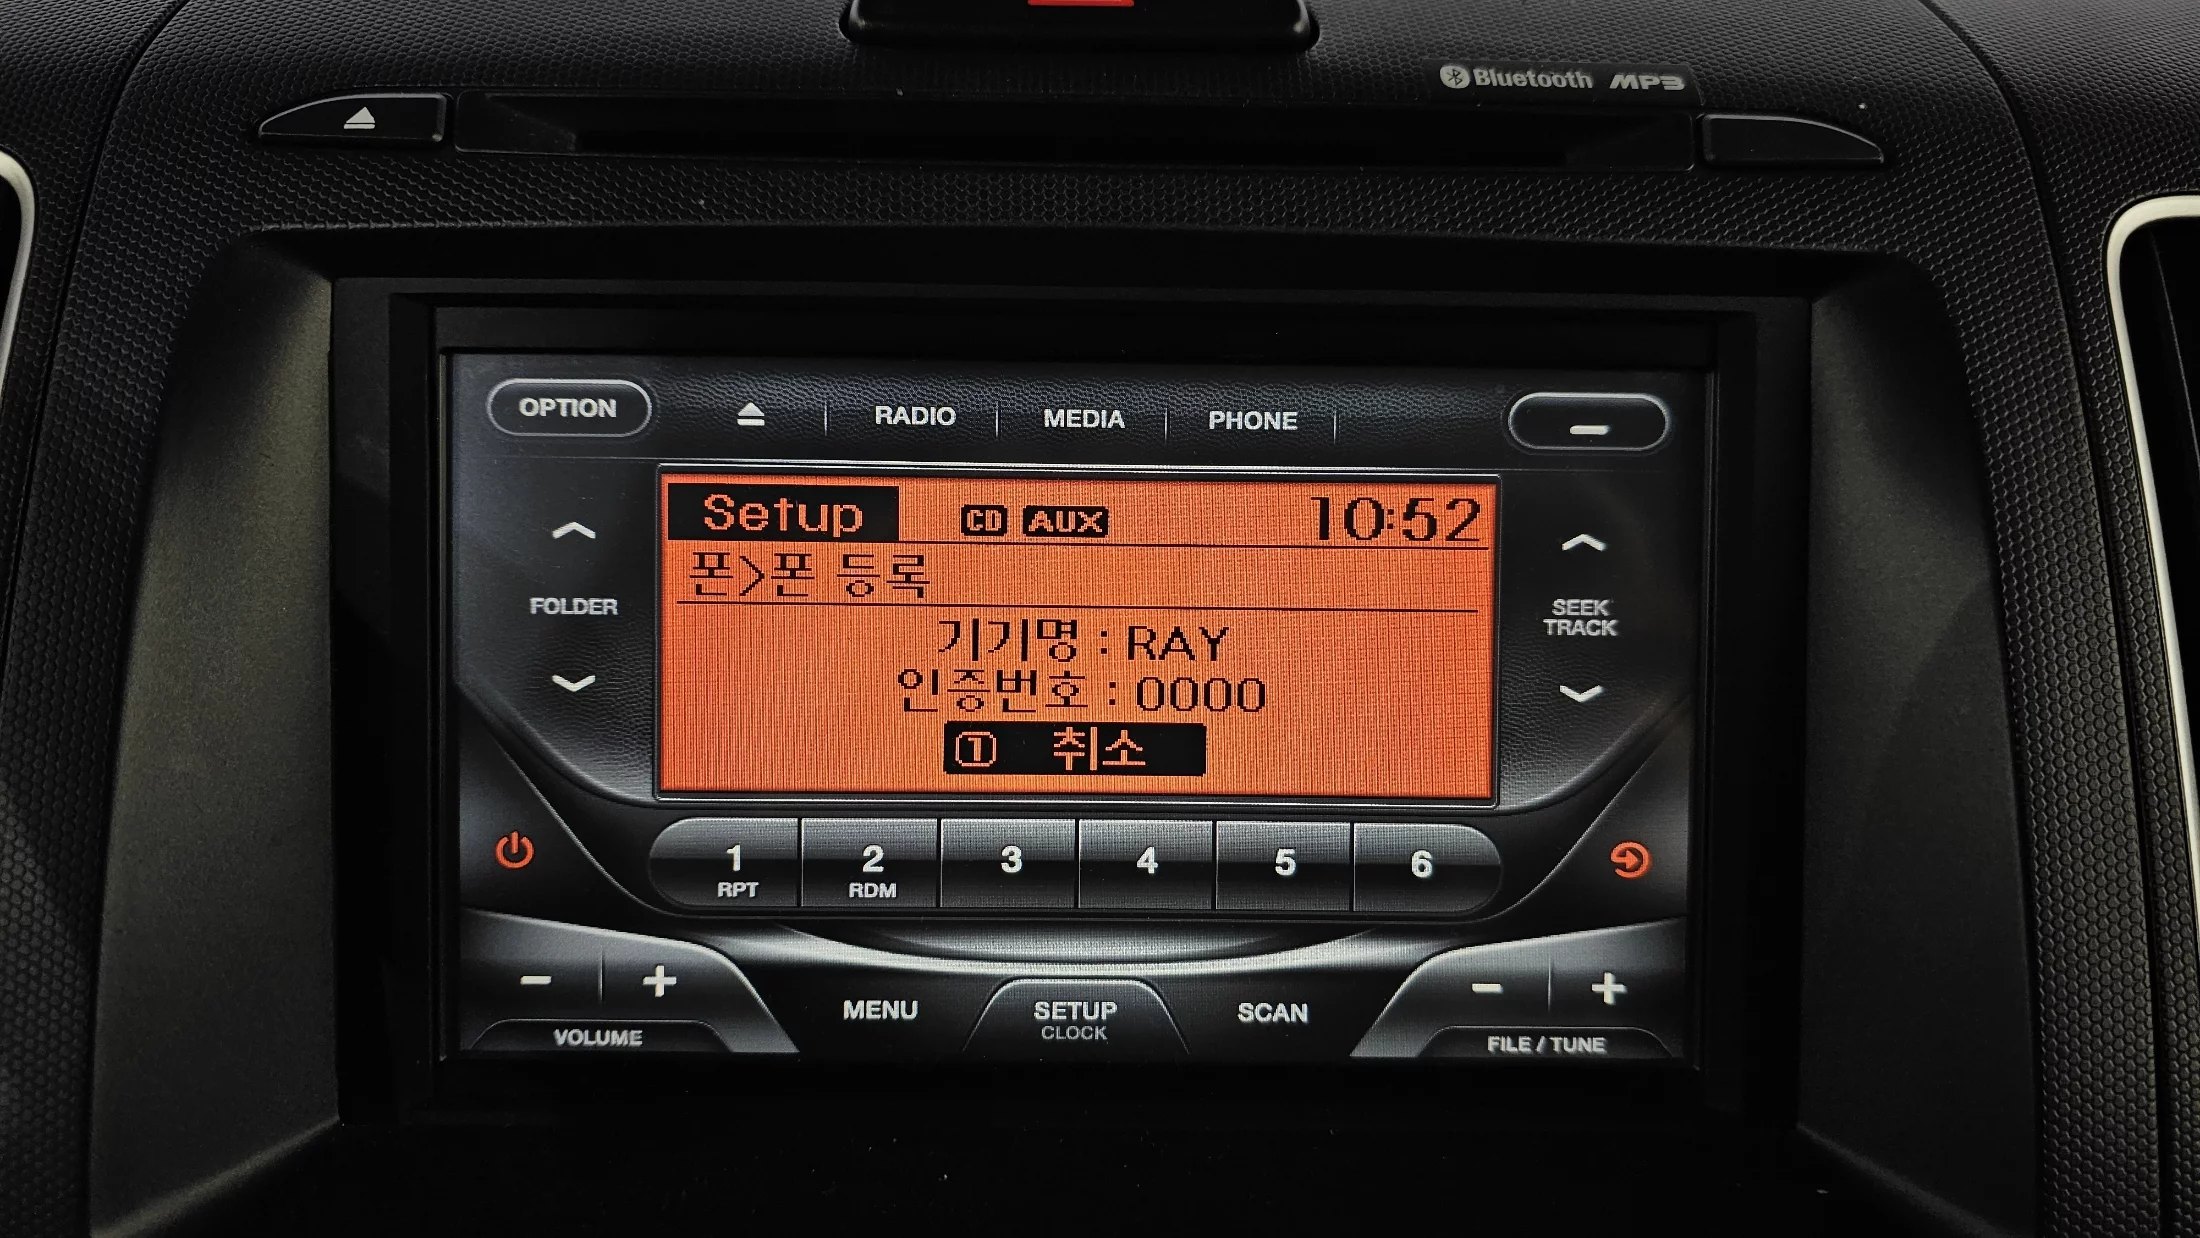 Bluetooth MP3
OPTION RADIO MEDIA PHONE
Setup CD AUX 10:52
폰>폰 등록
기기명 : RAY
인증번호 : 0000
① 취소
FOLDER
SEEK
TRACK
1 2 3 4 5 6
RPT RDM
MENU SETUP SCAN
CLOCK
VOLUME FILE / TUNE